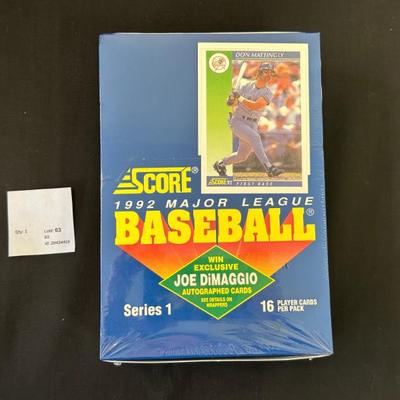 DON MATTINGLY
SCORE®
FIRST BASE
1992 MAJOR LEAGUE
BASEBALL®
WIN
EXCLUSIVE
JOE DiMAGGIO
AUTOGRAPHED CARDS
SEE DETAILS ON
WRAPPERS
Series 1
16 PLAYER CARDS
PER PACK
Qty: 1
Lot# 63
63